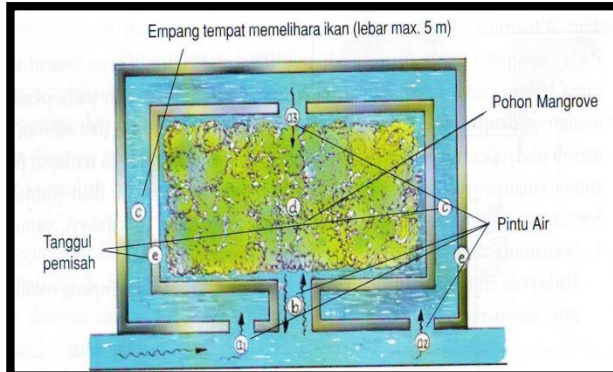 Empang tempat memelihara ikan (lebar max. 5 m)
Pohon Mangrove
a3
d
c
c
Pintu Air
Tanggul
pemisah
e
e
b
a1
a2